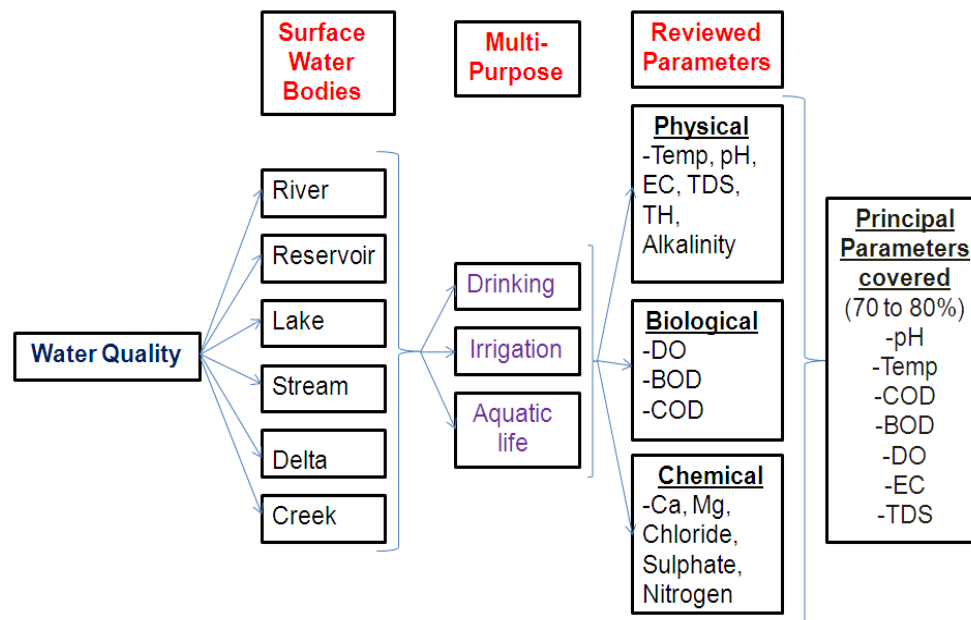 Surface
Water
Bodies
Multi-
Purpose
Reviewed
Parameters
Water Quality
River
Reservoir
Lake
Stream
Delta
Creek
Drinking
Irrigation
Aquatic
life
Physical
-Temp, pH,
EC, TDS,
TH,
Alkalinity
Biological
-DO
-BOD
-COD
Chemical
-Ca, Mg,
Chloride,
Sulphate,
Nitrogen
Principal
Parameters
covered
(70 to 80%)
-pH
-Temp
-COD
-BOD
-DO
-EC
-TDS